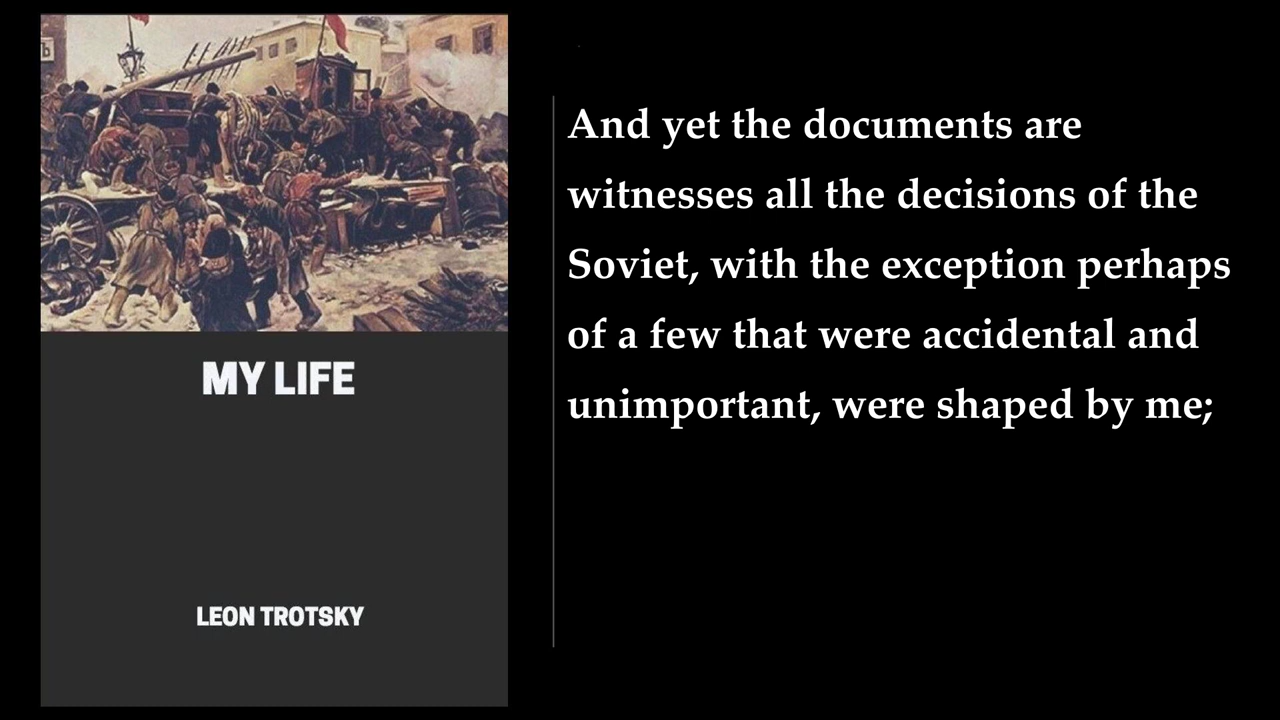 MY LIFE
LEON TROTSKY
And yet the documents are
witnesses all the decisions of the
Soviet, with the exception perhaps
of a few that were accidental and
unimportant, were shaped by me;